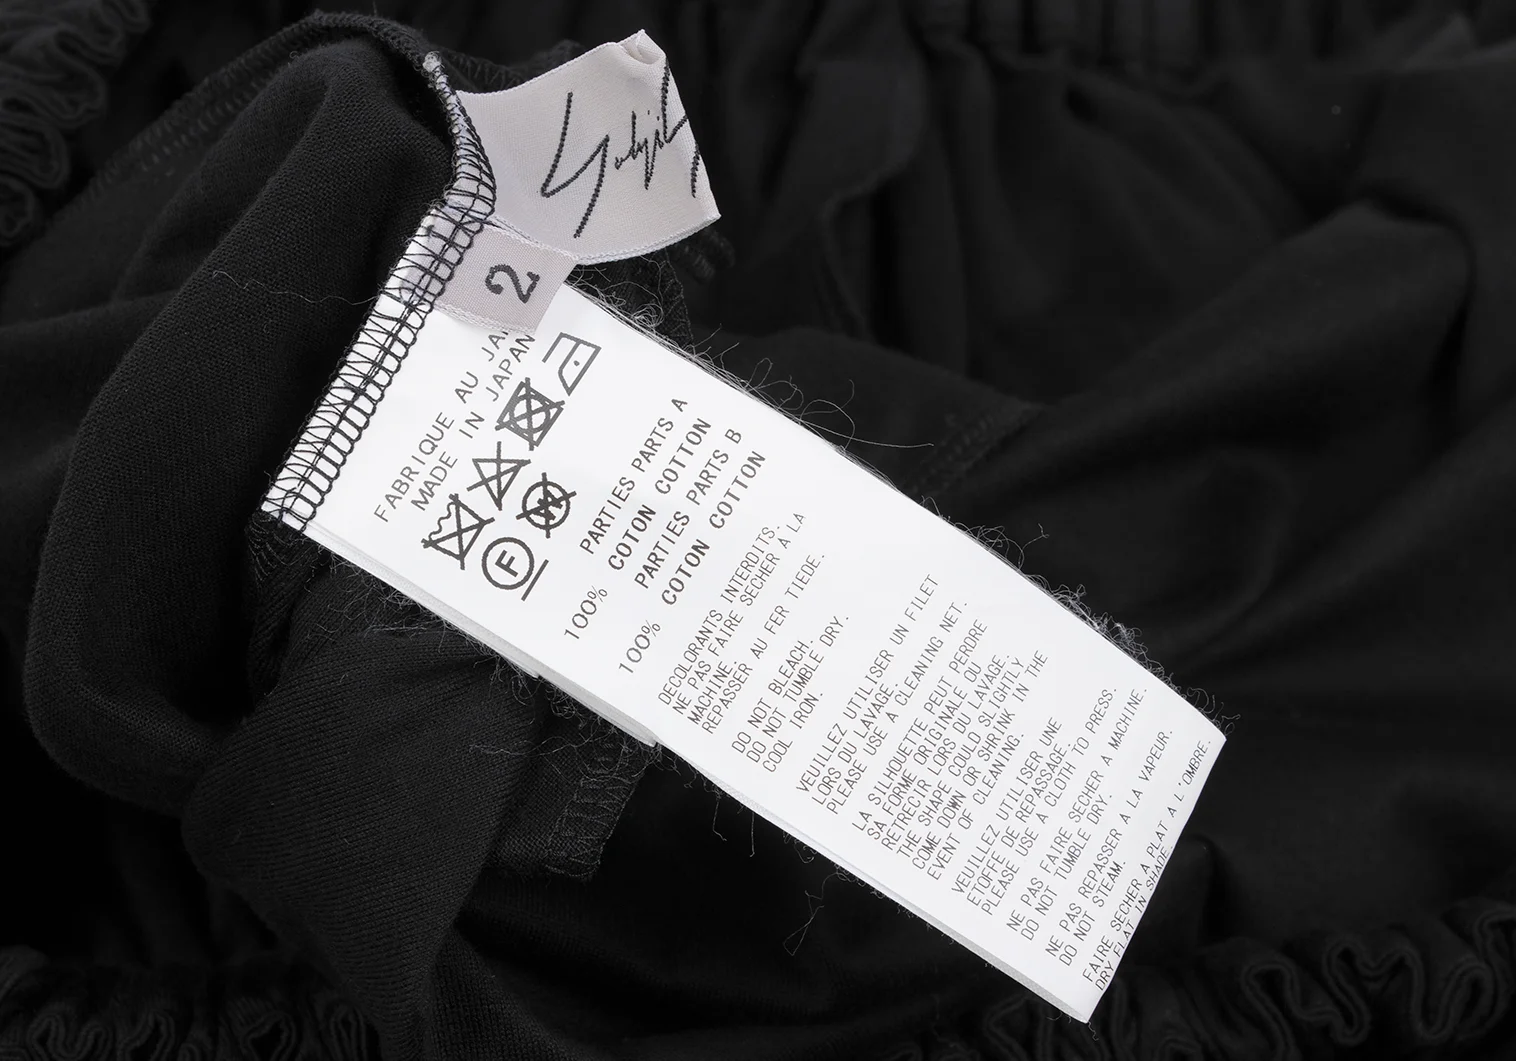 2
FABRIQUE AU JA
MADE IN JAPAN
F
W
PARTIES PARTS A
100% COTON COTTON
PARTIES PARTS B
100% COTON COTTON
DECOLORANTS INTERDITS.
NE PAS FAIRE SECHER À LA
MACHINE.
REPASSER AU FER TIEDE.
DO NOT BLEACH.
DO NOT TUMBLE DRY.
COOL IRON.
VEUILLEZ UTILISER UN FILET
LORS DU LAVAGE.
PLEASE USE A CLEANING NET.
LA SILHOUETTE PEUT PERDRE
SA FORME ORIGINALE OU
RETRECIR LORS DU LAVAGE.
THE SHAPE COULD SLIGHTLY
COME DOWN OR SHRINK IN THE
EVENT OF CLEANING.
VEUILLEZ UTILISER UNE
ETOFFE DE REPASSAGE.
PLEASE USE A CLOTH TO PRESS.
NE PAS FAIRE SECHER A MACHINE.
DO NOT TUMBLE DRY.
NE PAS REPASSER A LA VAPEUR.
DO NOT STEAM.
FAIRE SECHER A PLAT A L'OMBRE.
DRY FLAT IN SHADE.